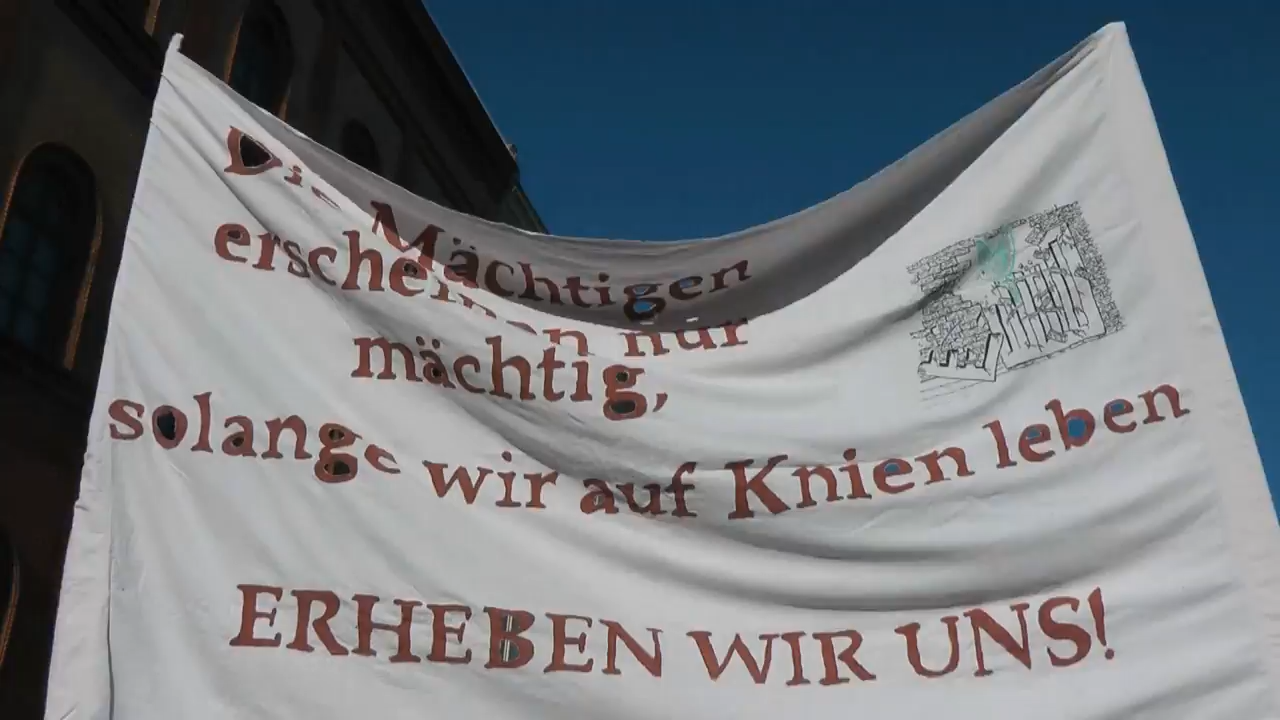 Die Mächtigen
erscheinen nur
mächtig,
solange wir auf Knien leben
ERHEBEN WIR UNS!